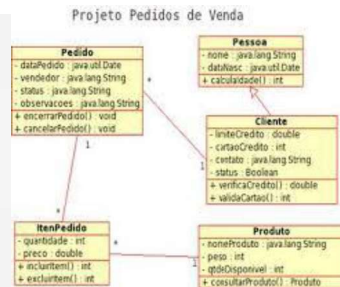 Projeto Pedidos de Venda
Pedido
- dataPedido : java.util.Date
- vendedor : java.lang.String
- status : java.lang.String
- observacoes : java.lang.String
+ encerrarPedido() : void
+ cancelarPedido() : void
Pessoa
- nome : java.lang.String
- dataNasc : java.util.Date
+ calculaIdade() : int
Cliente
- limiteCredito : double
- cartaoCredito : int
- contato : java.lang.String
- status : Boolean
+ verificaCredito() : double
+ validaCartao() : int
*
1
1
*
ItenPedido
- quantidade : int
- preco : double
+ incluirItem() : int
+ excluirItem() : int
*
1
Produto
- nomeProduto : java.lang.String
- peso : int
- qtdeDisponivel : int
+ consultarProduto() : Produto